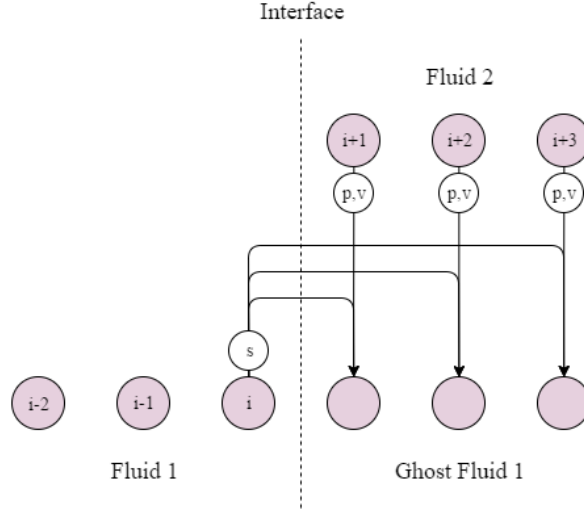 Interface
Fluid 2
i+1 i+2 i+3
p,v p,v p,v
s
i-2 i-1 i
Fluid 1 Ghost Fluid 1